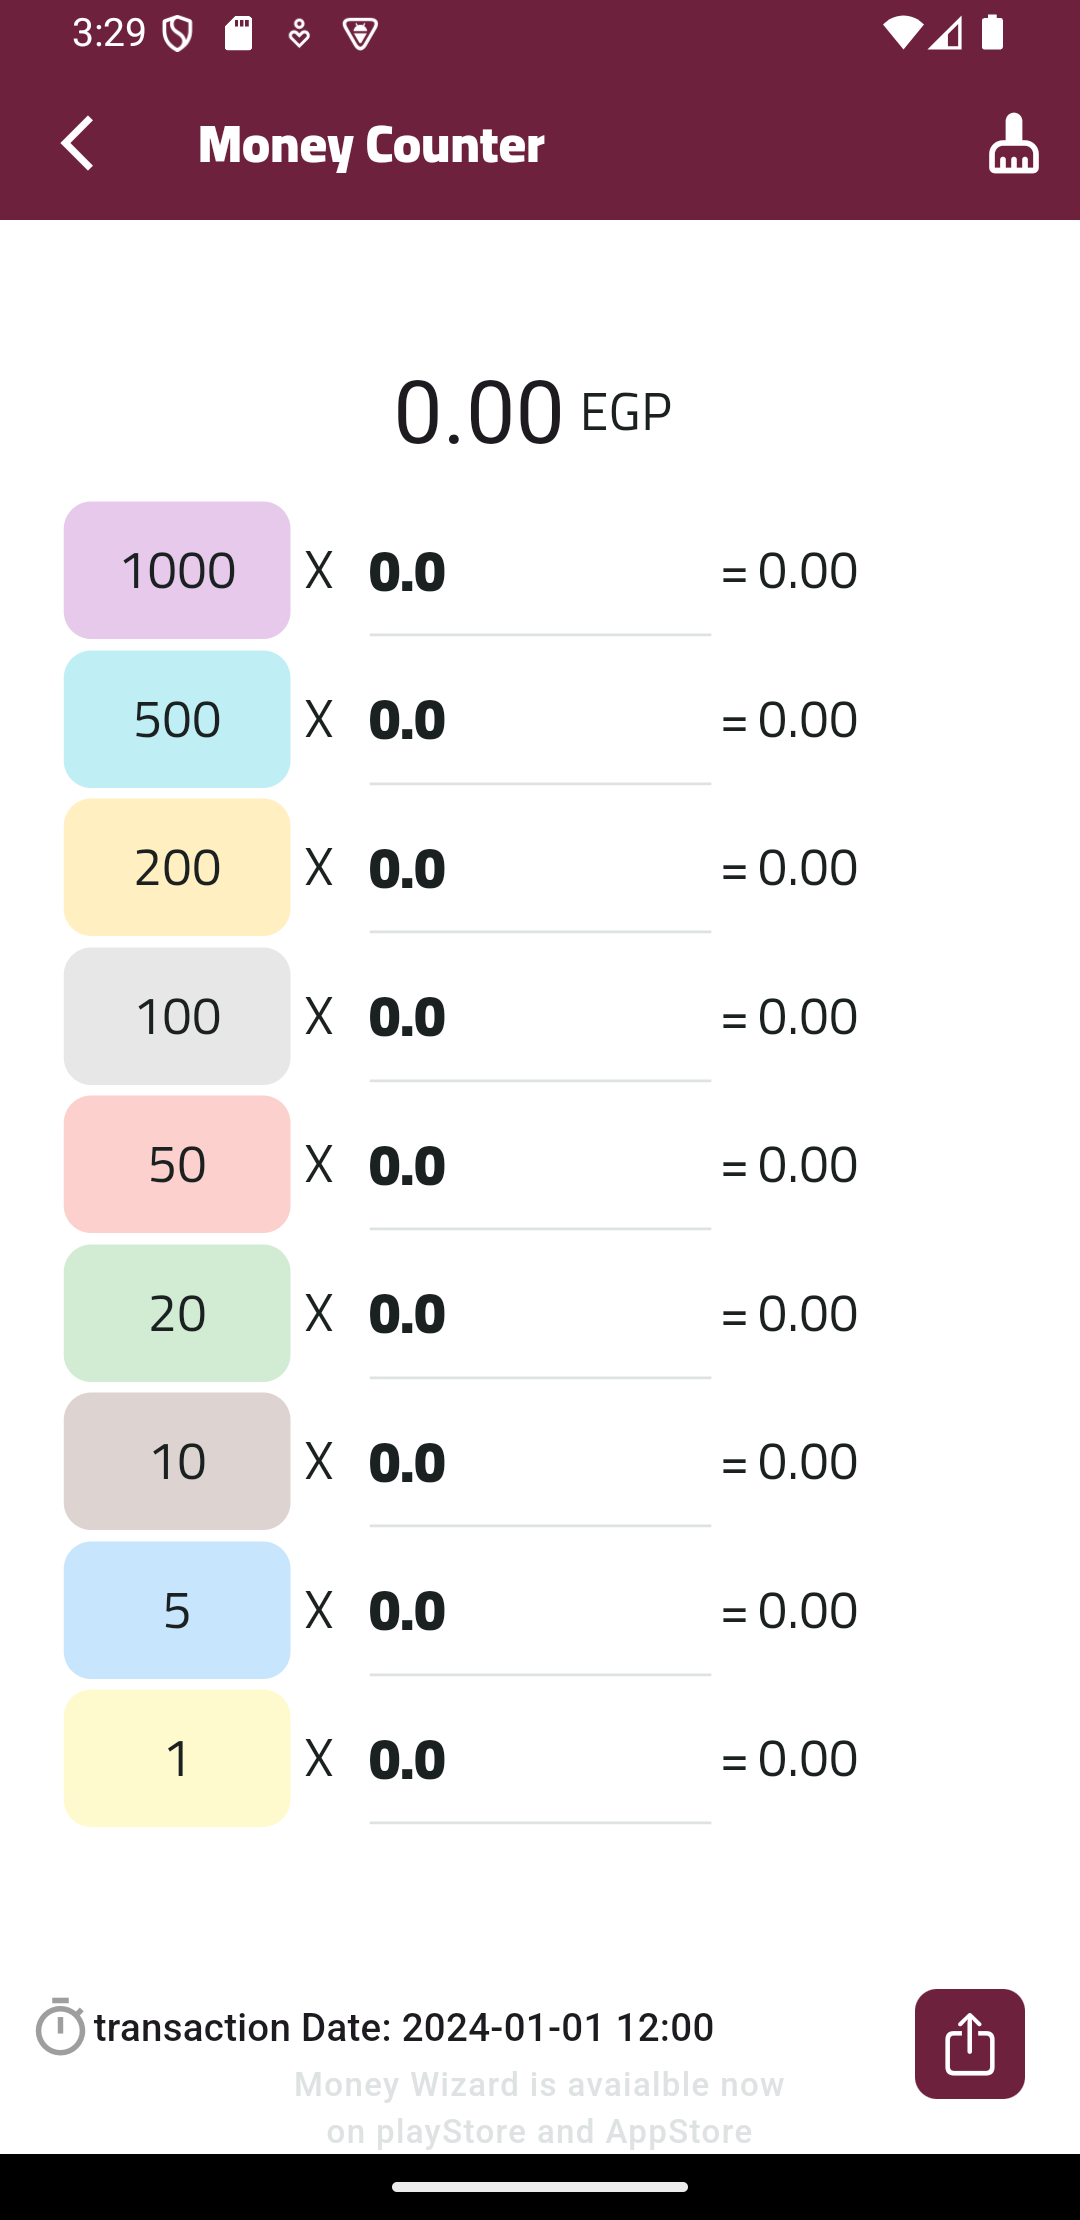 3:29
Money Counter
0.00 EGP
1000 X 0.0 = 0.00
500 X 0.0 = 0.00
200 X 0.0 = 0.00
100 X 0.0 = 0.00
50 X 0.0 = 0.00
20 X 0.0 = 0.00
10 X 0.0 = 0.00
5 X 0.0 = 0.00
1 X 0.0 = 0.00
transaction Date: 2024-01-01 12:00
Money Wizard is avaialble now
on playStore and AppStore